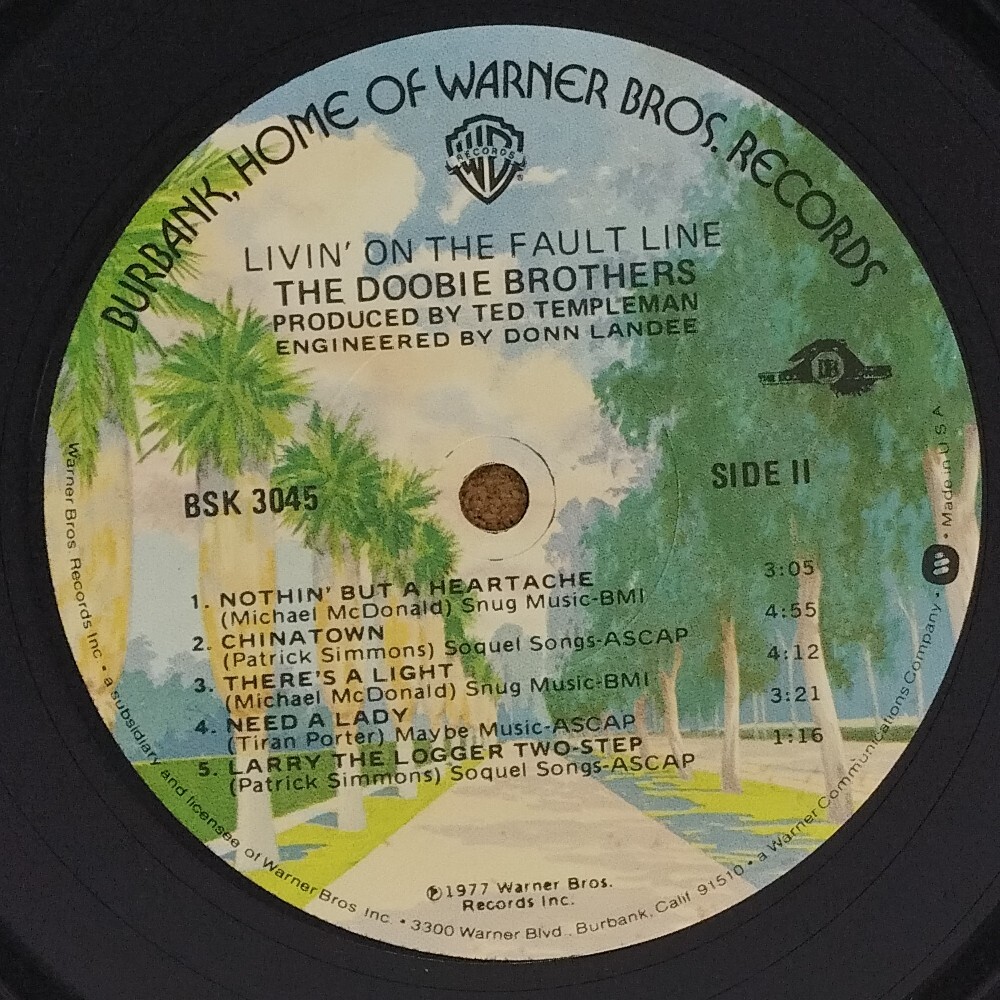 BURBANK, HOME OF WARNER BROS. RECORDS
RECORDS
LIVIN' ON THE FAULT LINE
THE DOOBIE BROTHERS
PRODUCED BY TED TEMPLEMAN
ENGINEERED BY DONN LANDEE
DB
BSK 3045
SIDE II
1. NOTHIN' BUT A HEARTACHE 3:05
(Michael McDonald) Snug Music-BMI
2. CHINATOWN 4:55
(Patrick Simmons) Soquel Songs-ASCAP
3. THERE'S A LIGHT 4:12
(Michael McDonald) Snug Music-BMI
4. NEED A LADY 3:21
(Tiran Porter) Maybe Music-ASCAP
5. LARRY THE LOGGER TWO-STEP 1:16
(Patrick Simmons) Soquel Songs-ASCAP
℗1977 Warner Bros.
Records Inc.
Warner Bros Records Inc. • a subsidiary and licensee of Warner Bros Inc. • 3300 Warner Blvd., Burbank, Calif 91510 • a Warner Communications Company • Made in U S A